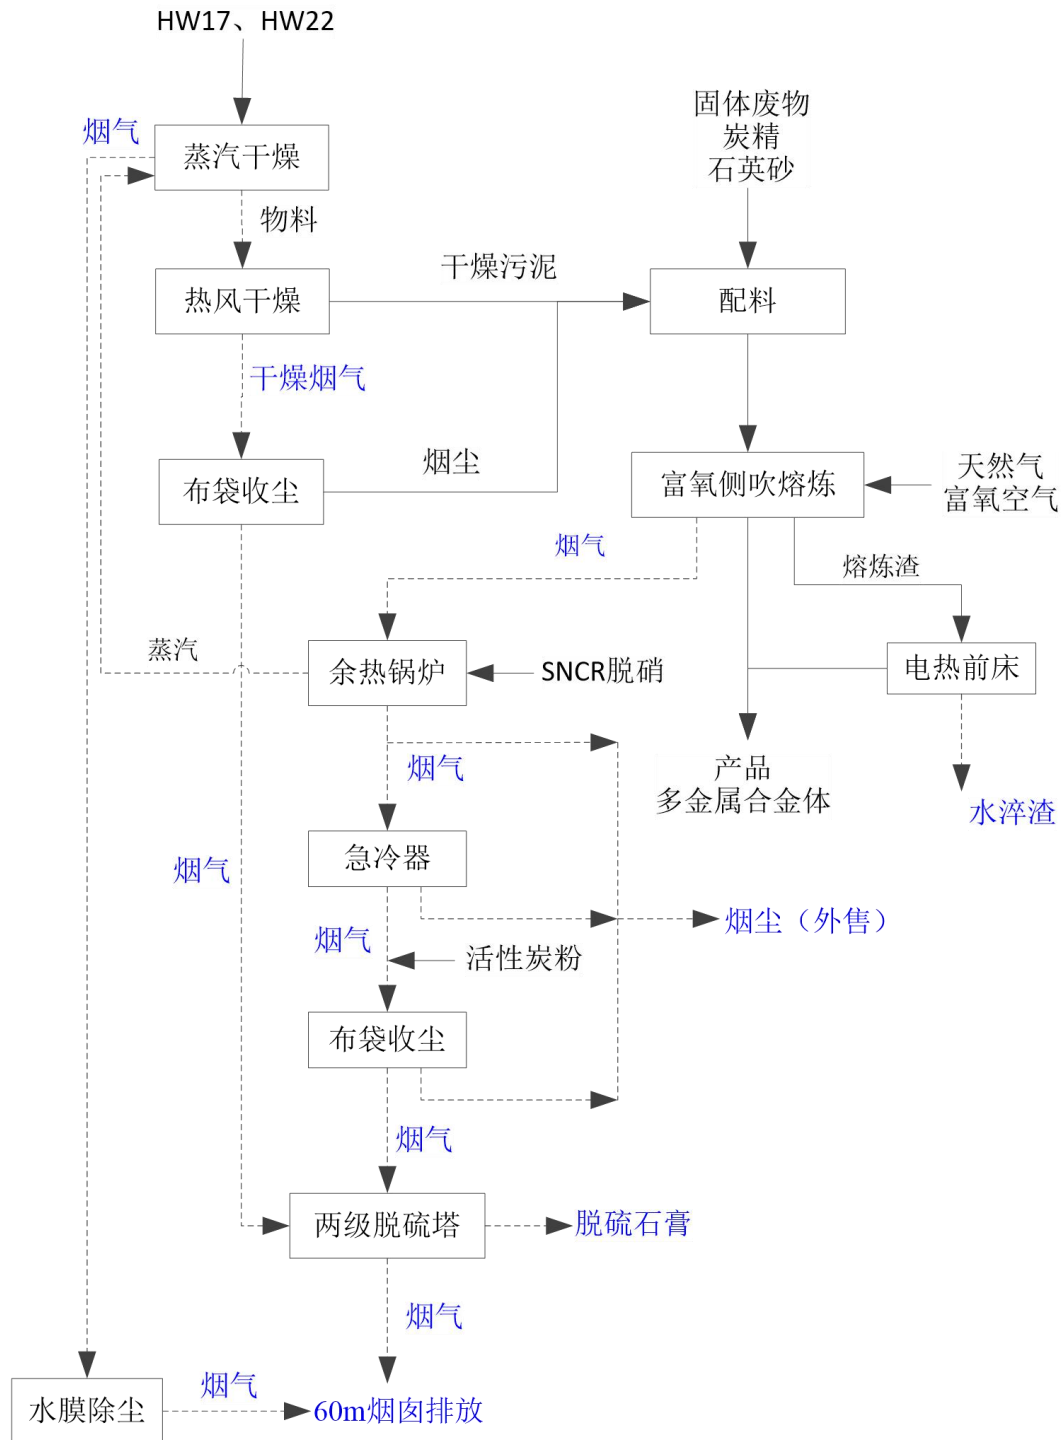 HW17、HW22
固体废物
炭精
石英砂
烟气
蒸汽干燥
物料
干燥污泥
热风干燥
配料
干燥烟气
烟尘
布袋收尘
富氧侧吹熔炼
天然气
富氧空气
烟气
熔炼渣
蒸汽
余热锅炉
SNCR脱硝
电热前床
烟气
产品
多金属合金体
水淬渣
急冷器
烟气
烟尘（外售）
烟气
活性炭粉
布袋收尘
烟气
两级脱硫塔
脱硫石膏
烟气
烟气
水膜除尘
60m烟囱排放